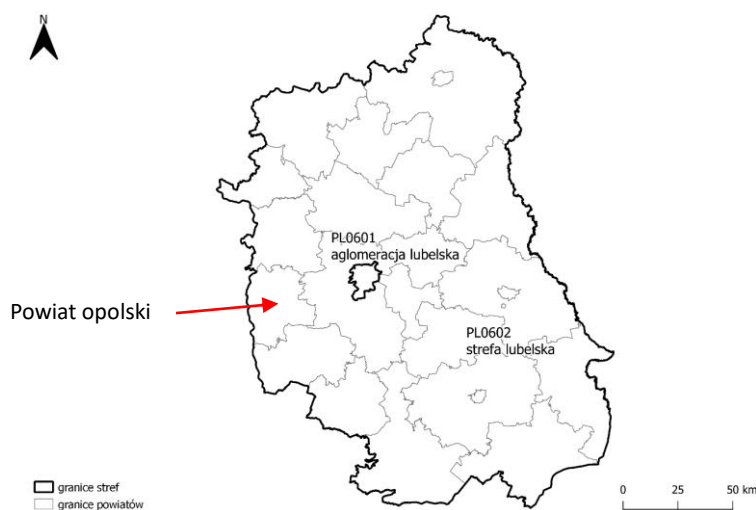 N
PL0601
aglomeracja lubelska
Powiat opolski
PL0602
strefa lubelska
granice stref
granice powiatów
0 25 50 km